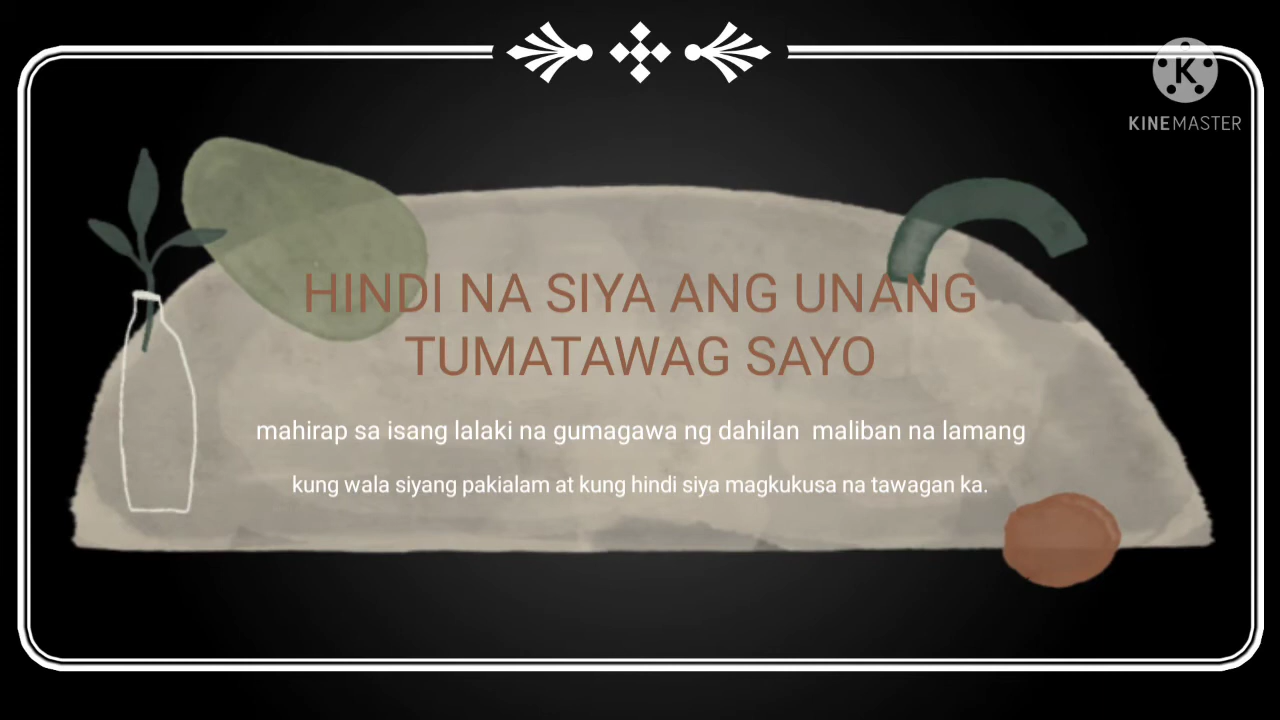 KINEMASTER
HINDI NA SIYA ANG UNANG
TUMATAWAG SAYO
mahirap sa isang lalaki na gumagawa ng dahilan  maliban na lamang
kung wala siyang pakialam at kung hindi siya magkukusa na tawagan ka.